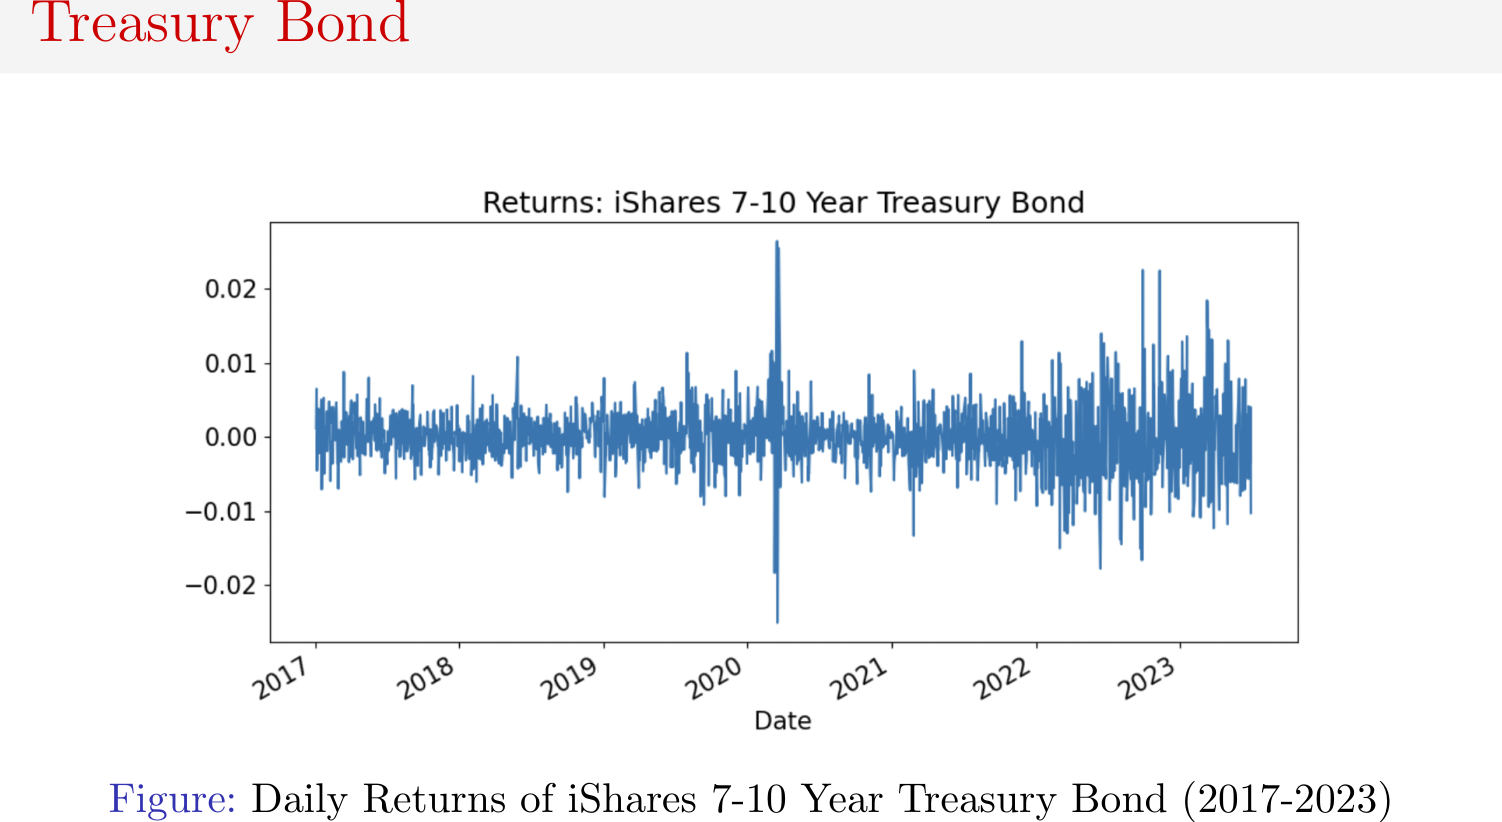 Treasury Bond
Returns: iShares 7-10 Year Treasury Bond
0.02
0.01
0.00
−0.01
−0.02
2017 2018 2019 2020 2021 2022 2023
Date
Figure: Daily Returns of iShares 7-10 Year Treasury Bond (2017-2023)